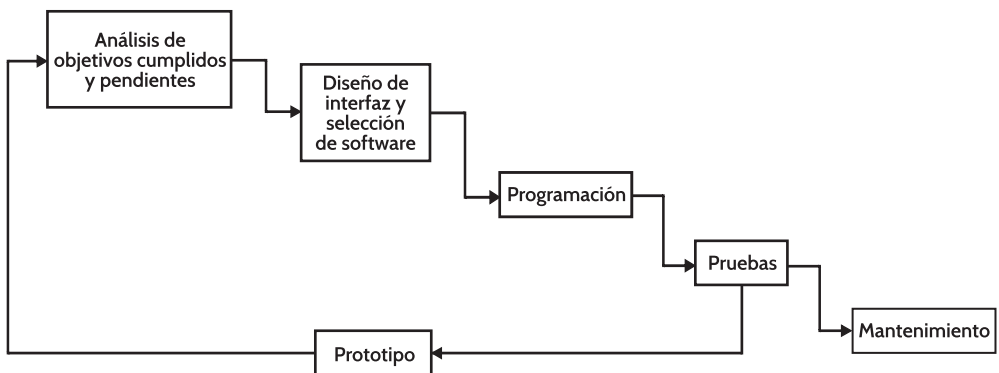 Análisis de
objetivos cumplidos
y pendientes
Diseño de
interfaz y
selección
de software
Programación
Pruebas
Mantenimiento
Prototipo